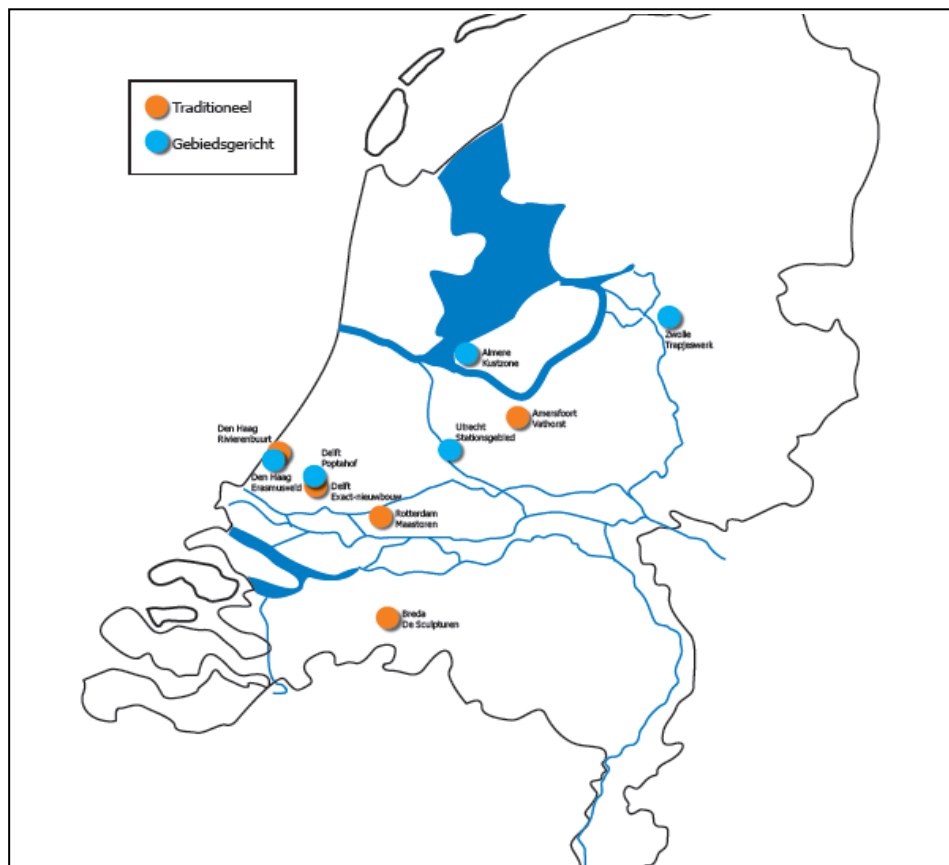 Traditioneel
Gebiedsgericht
Zwolle
Trapjeswerk
Almere
Kustzone
Amersfoort
Vathorst
Utrecht
Stationsgebied
Den Haag
Rivierenbuurt
Delft
Poptahof
Den Haag
Erasmusveld
Delft
Exact-nieuwbouw
Rotterdam
Maastoren
Breda
De Sculpturen